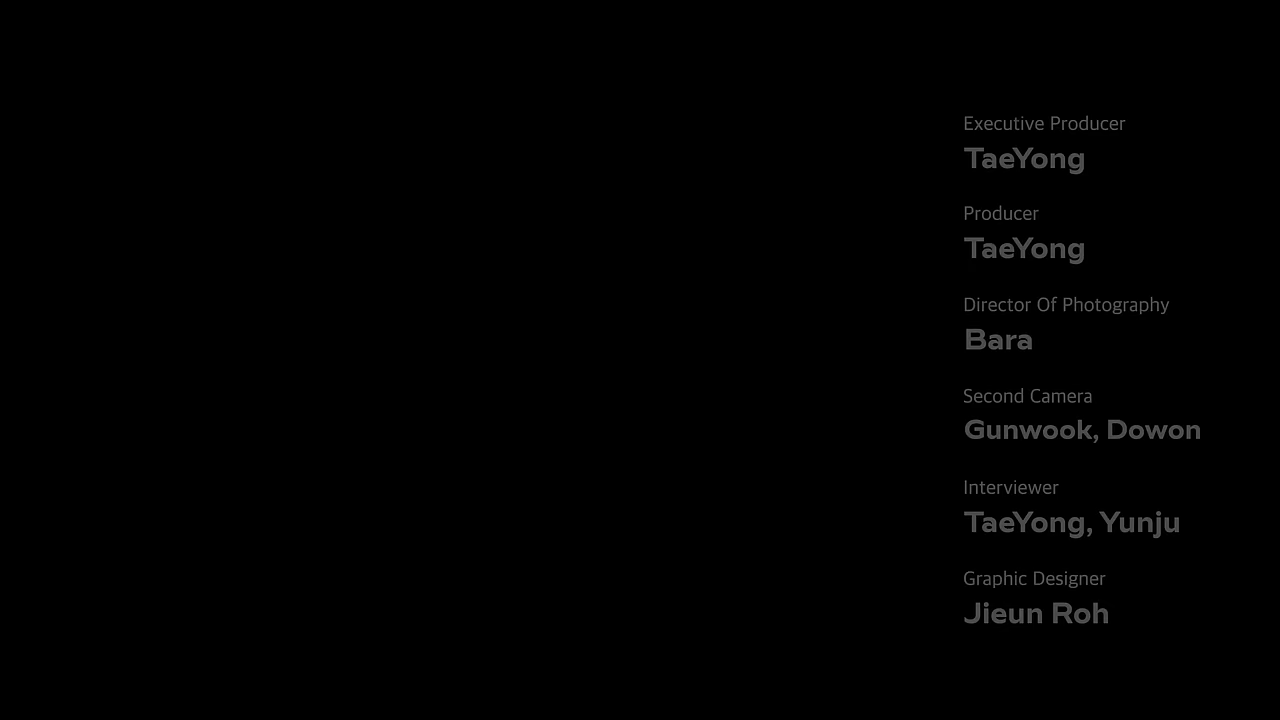 Executive Producer
TaeYong
Producer
TaeYong
Director Of Photography
Bara
Second Camera
Gunwook, Dowon
Interviewer
TaeYong, Yunju
Graphic Designer
Jieun Roh